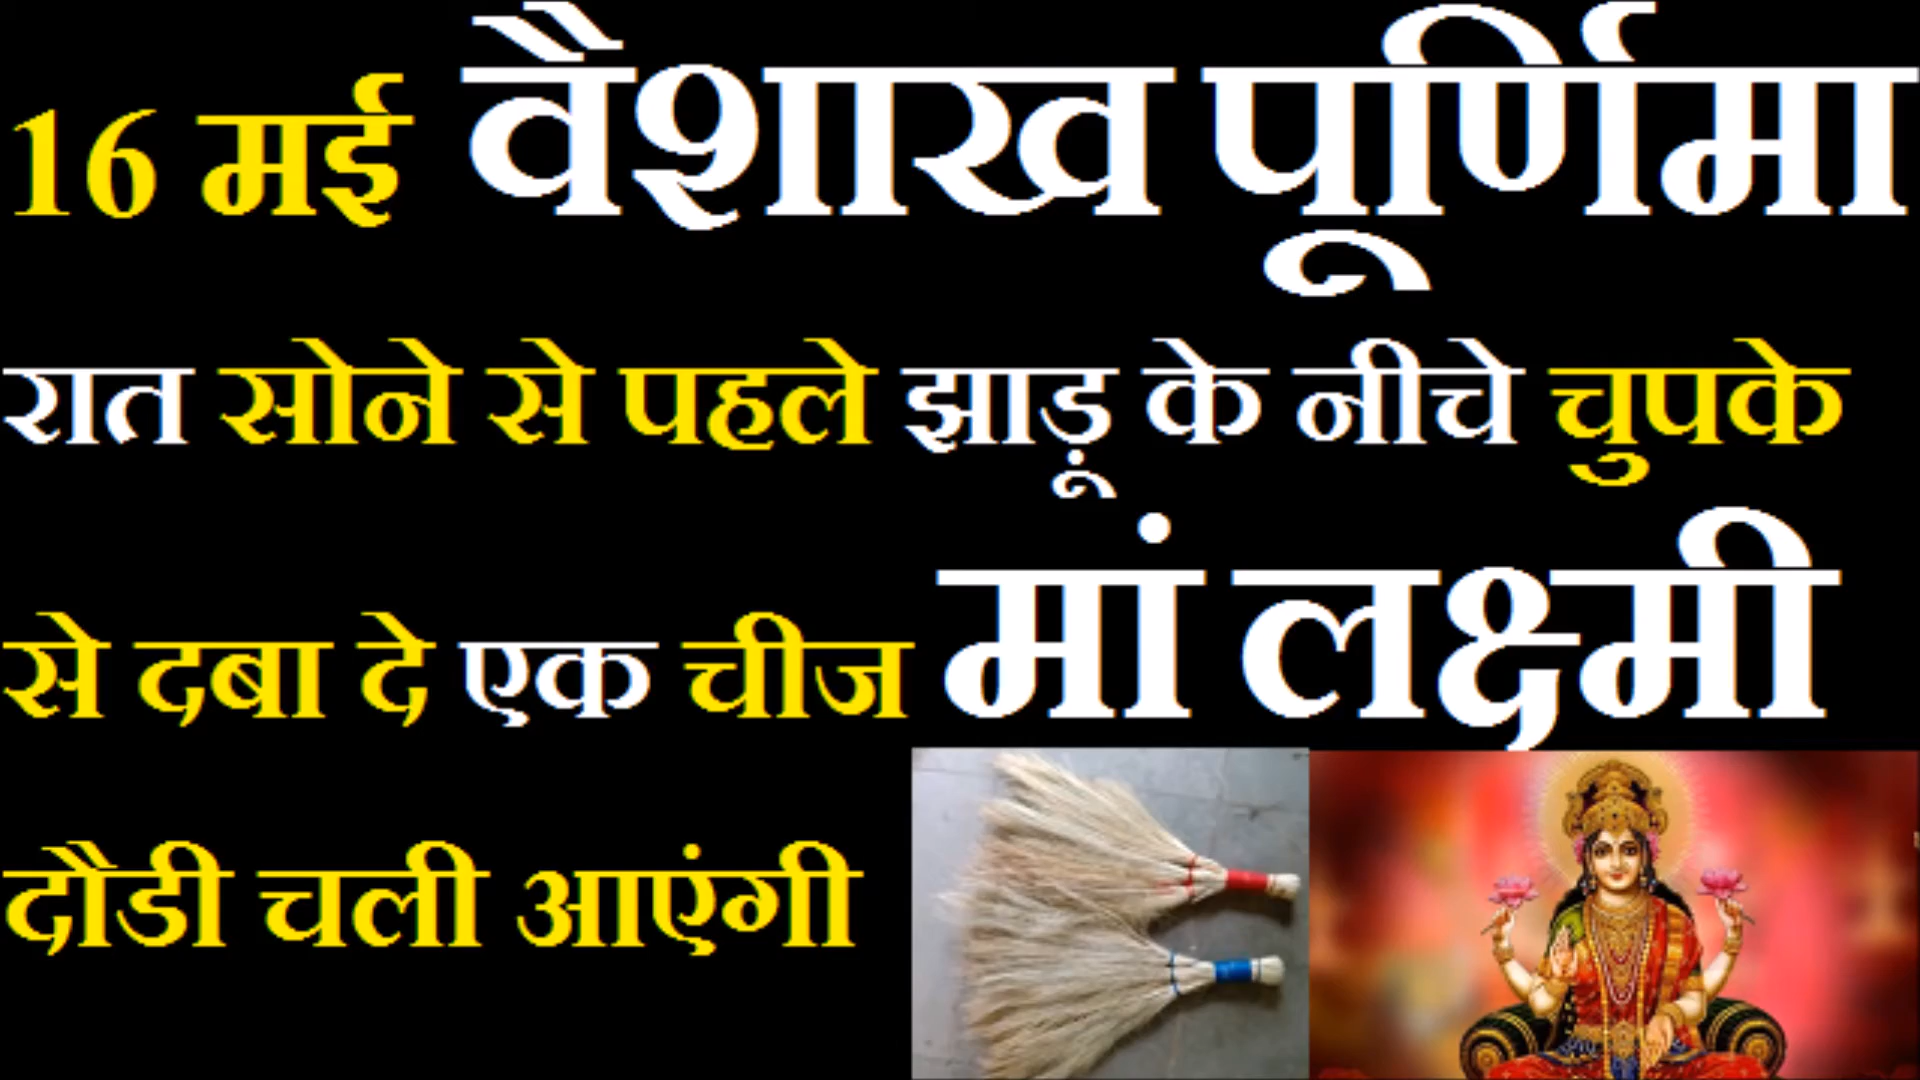 16 मई वैशाख पूर्णिमा
रात सोने से पहले झाड़ू के नीचे चुपके
से दबा दे एक चीज मां लक्ष्मी
दौडी चली आएंगी